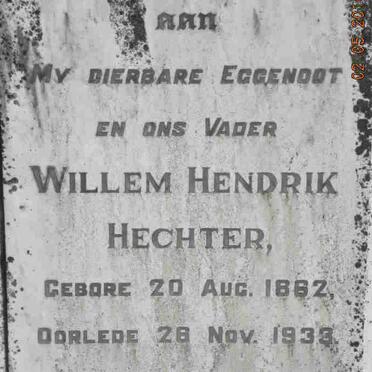 AAN
MY DIERBARE EGGENOOT
EN ONS VADER
WILLEM HENDRIK
HECHTER,
GEBORE 20 AUG. 1862,
OORLEDE 26 NOV. 1933.